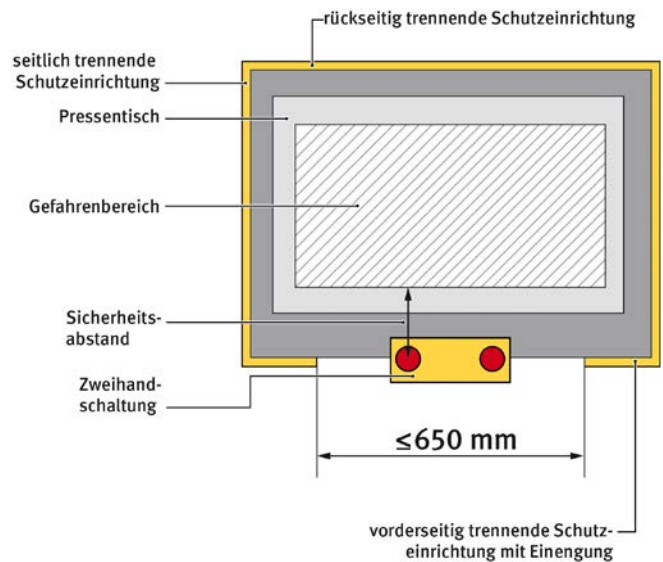 rückseitig trennende Schutzeinrichtung
seitlich trennende
Schutzeinrichtung
Pressentisch
Gefahrenbereich
Sicherheits-
abstand
Zweihand-
schaltung
≤650 mm
vorderseitig trennende Schutz-
einrichtung mit Einengung